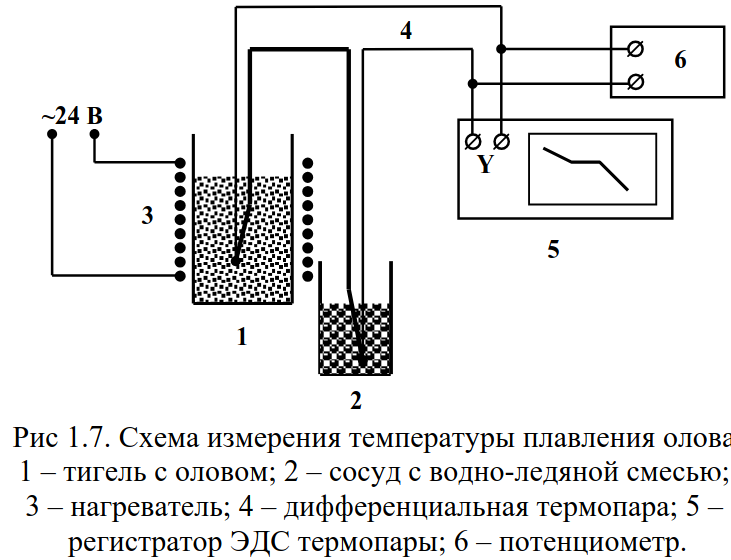 4
6
~24 В
Y
3
5
1
2
Рис 1.7. Схема измерения температуры плавления олова
1 – тигель с оловом; 2 – сосуд с водно-ледяной смесью;
3 – нагреватель; 4 – дифференциальная термопара; 5 –
регистратор ЭДС термопары; 6 – потенциометр.